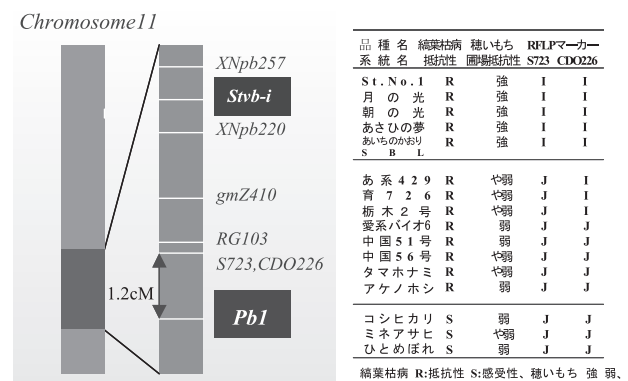 Chromosome11
XNpb257
Stvb-i
XNpb220
gmZ410
RG103
S723,CDO226
1.2cM
Pb1
品種名 縞葉枯病 穂いもち RFLPマーカー
系統名 抵抗性 圃場抵抗性 S723 CDO226
St.No.1 R 強 I I
月の光 R 強 I I
朝の光 R 強 I I
あさひの夢 R 強 I I
あいちのかおり R 強 I I
S B L
あ系429 R や弱 J I
育726 R や弱 J I
栃木2号 R や弱 J I
愛系バイオ6 R 弱 J J
中国51号 R 弱 J J
中国56号 R や弱 J J
タマホナミ R や弱 J J
アケノホシ R 弱 J J
コシヒカリ S 弱 J J
ミネアサヒ S や弱 J J
ひとめぼれ S 弱 J J
縞葉枯病 R:抵抗性 S:感受性、穂いもち 強 弱、